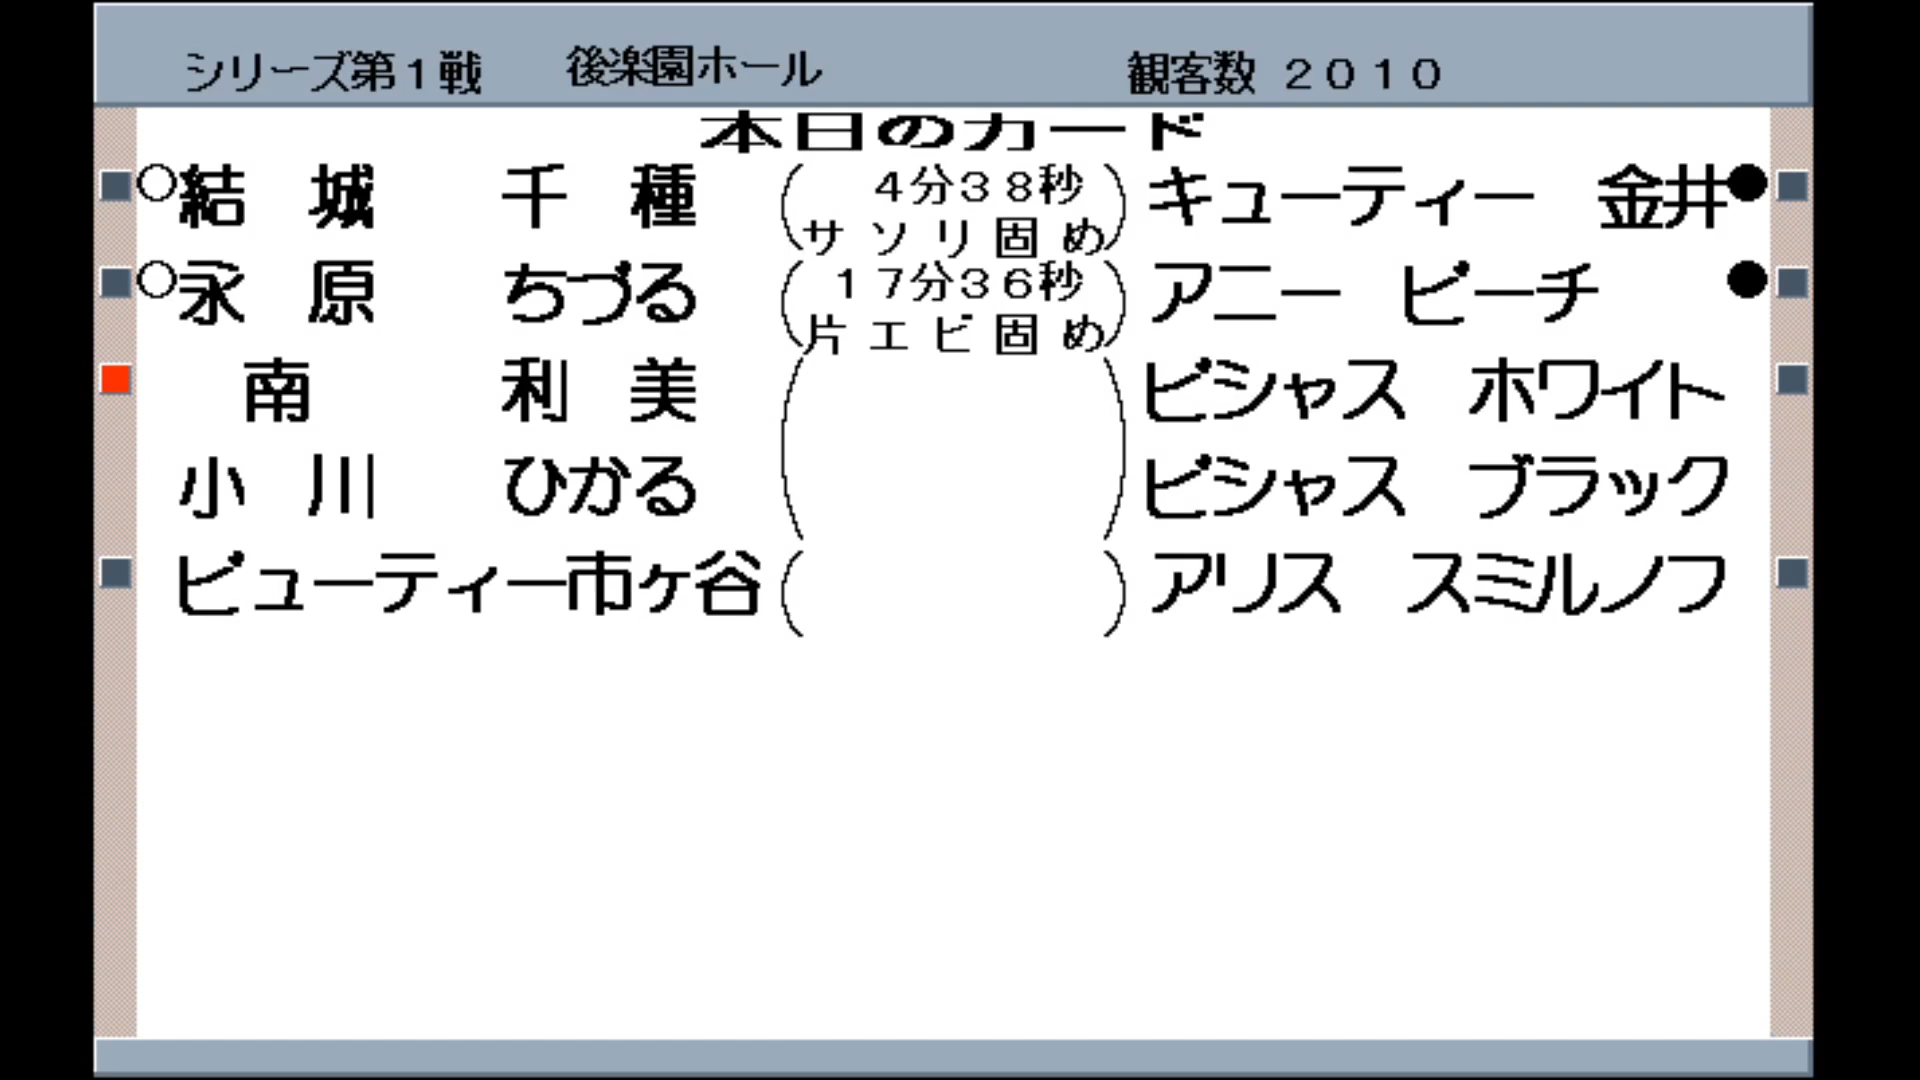 シリーズ第１戦 後楽園ホール 観客数 ２０１０
本日のカード
○結城 千種 （ ４分３８秒 サソリ固め ） キューティー 金井●
○永原 ちづる （ １７分３６秒 片エビ固め ） アニー ビーチ ●
南 利美 （ ） ビシャス ホワイト
小川 ひかる ビシャス ブラック
ビューティー市ヶ谷 （ ） アリス スミルノフ